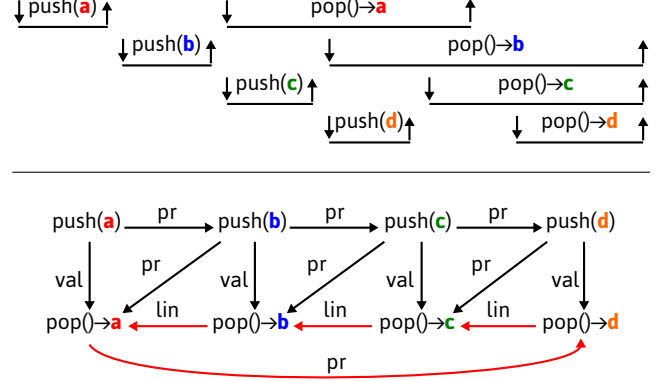 push(a) pop()→a
push(b) pop()→b
push(c) pop()→c
push(d) pop()→d
push(a) pr push(b) pr push(c) pr push(d)
pr pr pr
val val val val
lin lin lin
pop()→a pop()→b pop()→c pop()→d
pr